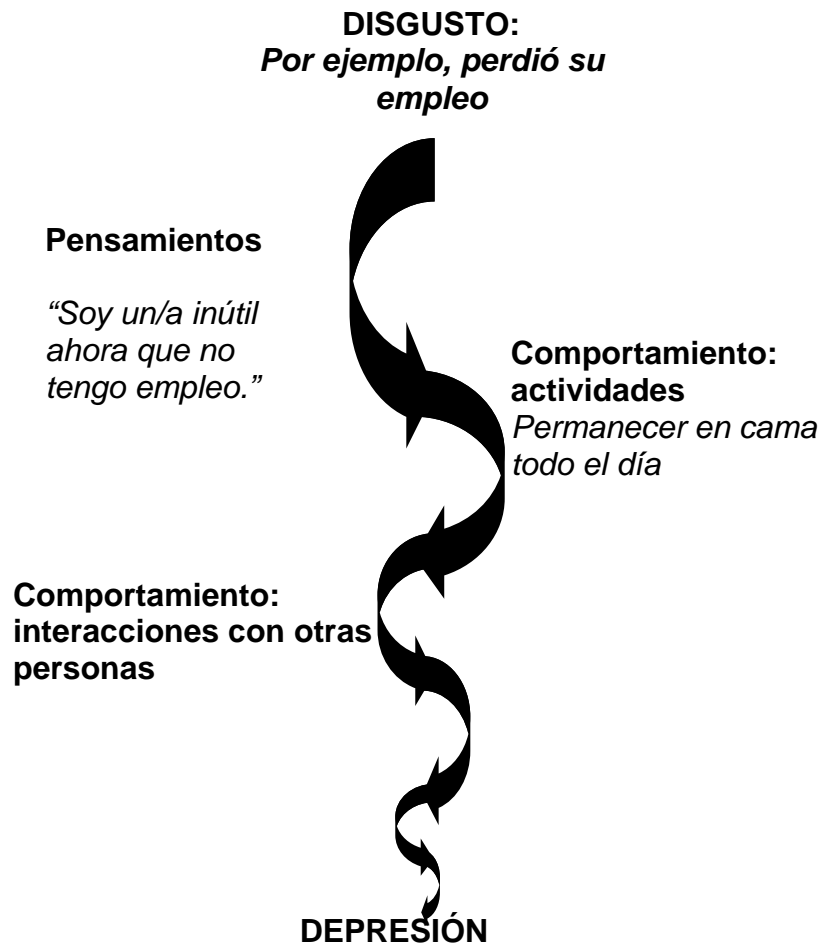 DISGUSTO:
Por ejemplo, perdió su
empleo
Pensamientos
“Soy un/a inútil
ahora que no
tengo empleo.”
Comportamiento:
actividades
Permanecer en cama
todo el día
Comportamiento:
interacciones con otras
personas
DEPRESIÓN